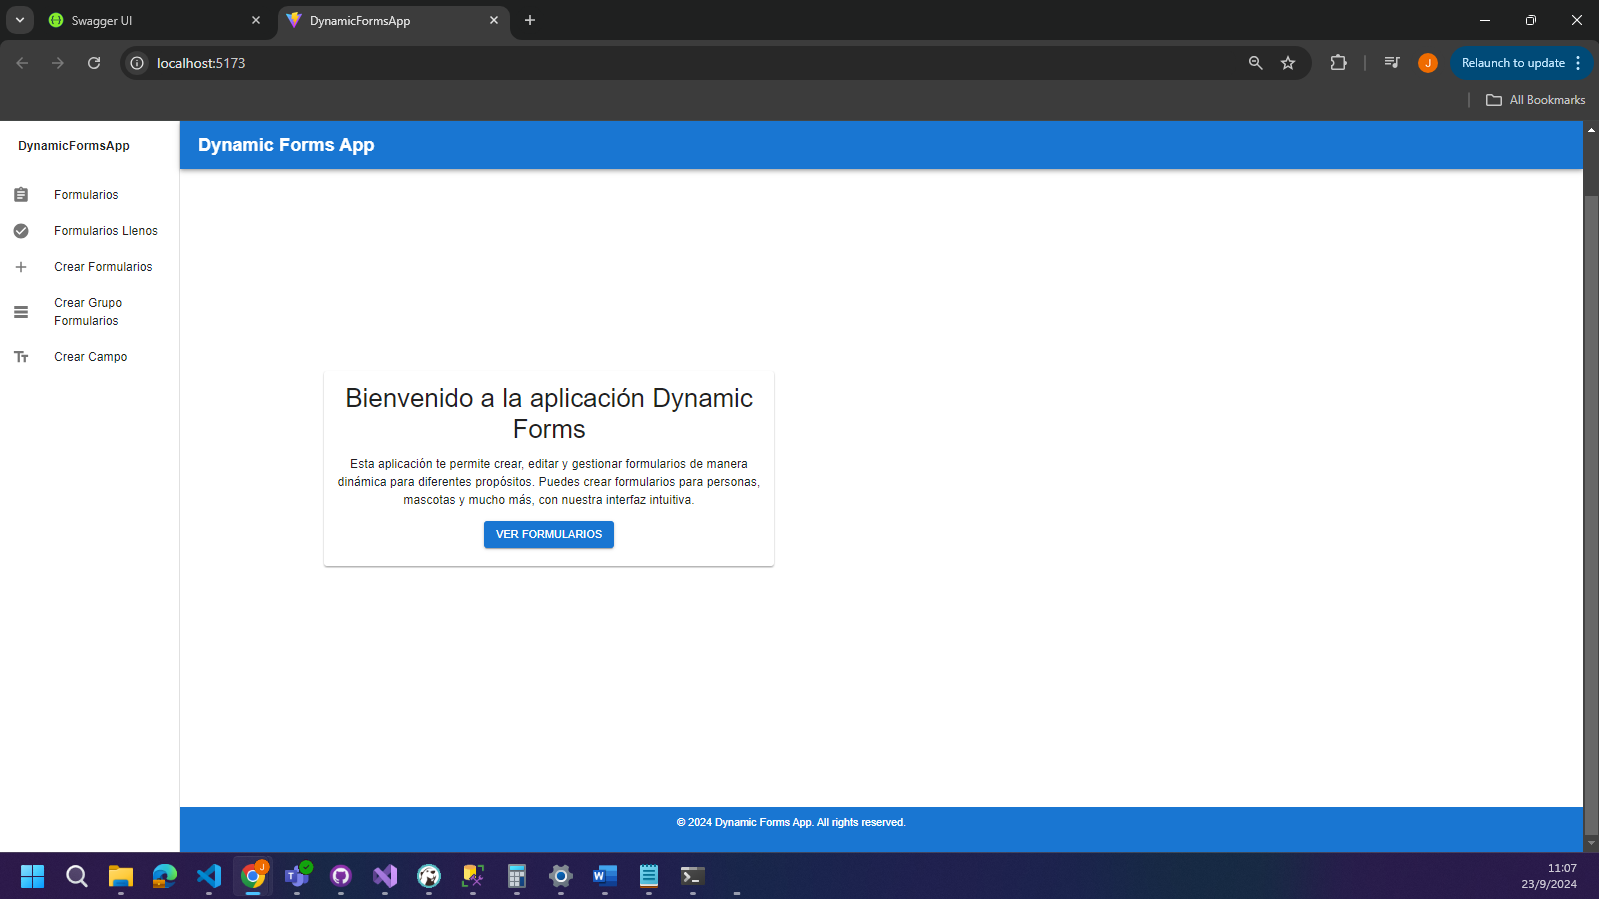 Swagger UI
DynamicFormsApp
localhost:5173
J
Relaunch to update
All Bookmarks
DynamicFormsApp
Dynamic Forms App
Formularios
Formularios Llenos
Crear Formularios
Crear Grupo
Formularios
Crear Campo
Bienvenido a la aplicación Dynamic
Forms
Esta aplicación te permite crear, editar y gestionar formularios de manera
dinámica para diferentes propósitos. Puedes crear formularios para personas,
mascotas y mucho más, con nuestra interfaz intuitiva.
VER FORMULARIOS
© 2024 Dynamic Forms App. All rights reserved.
11:07
23/9/2024